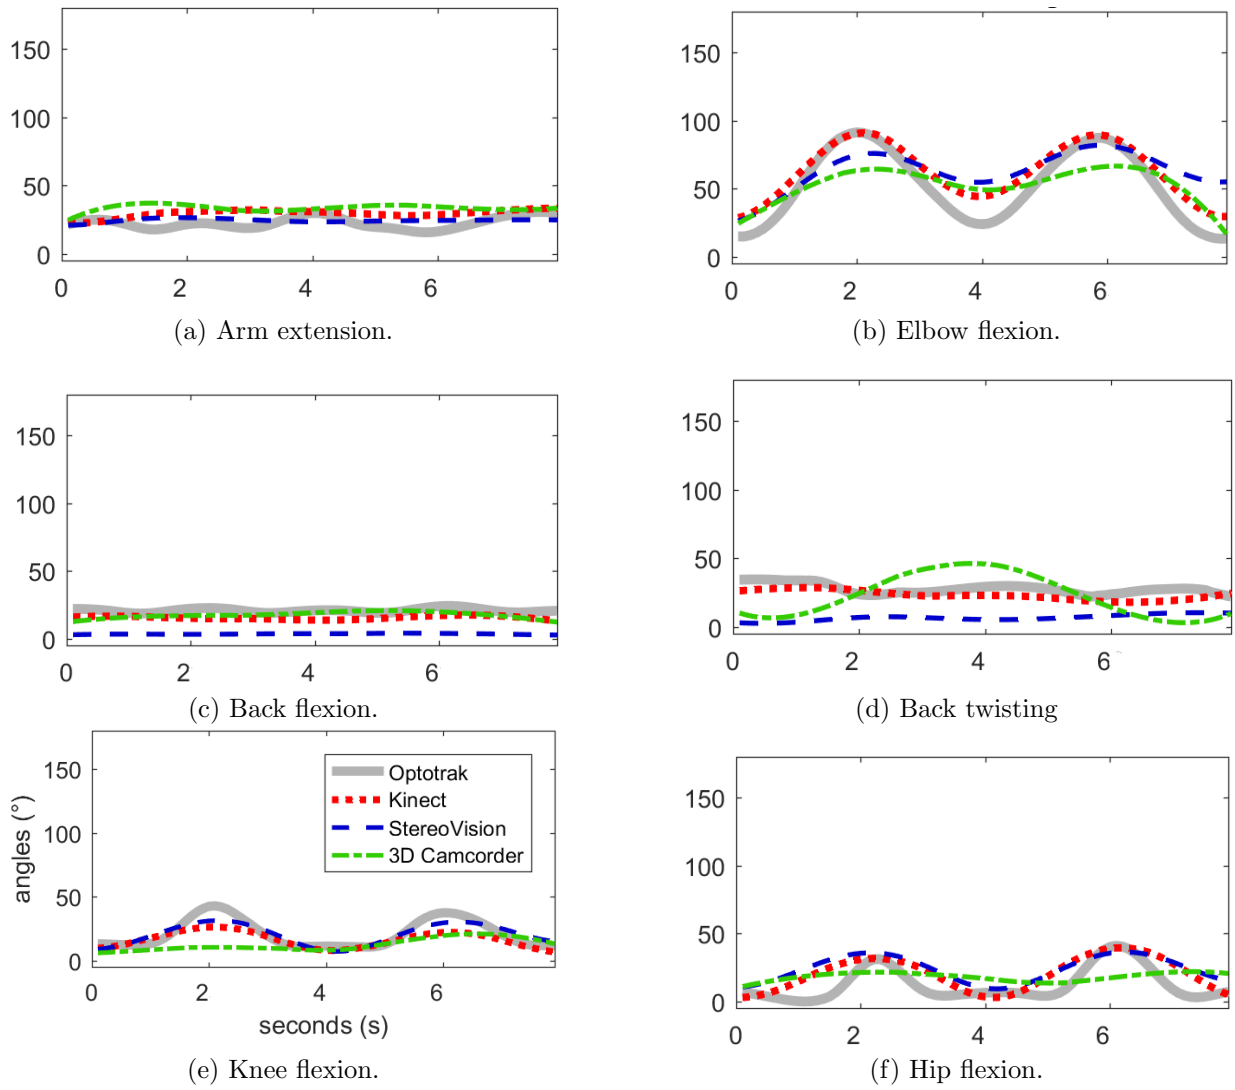 150
100
50
0
0 2 4 6
(a) Arm extension.
150
100
50
0
0 2 4 6
(b) Elbow flexion.
150
100
50
0
0 2 4 6
(c) Back flexion.
150
100
50
0
0 2 4 6
(d) Back twisting
angles (°)
150
100
50
0
Optotrak
Kinect
StereoVision
3D Camcorder
0 2 4 6
seconds (s)
(e) Knee flexion.
150
100
50
0
0 2 4 6
(f) Hip flexion.